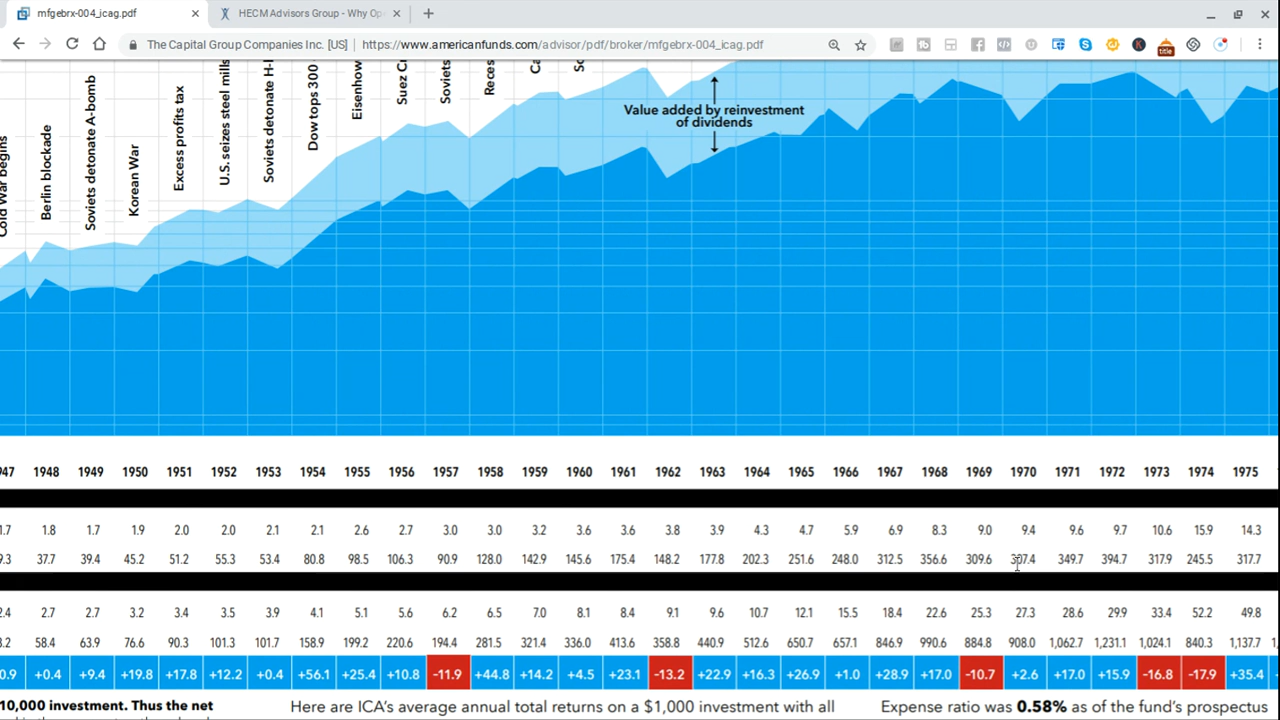 mfgebrx-004_icag.pdf
HECM Advisors Group - Why Op
The Capital Group Companies Inc. [US] | https://www.americanfunds.com/advisor/pdf/broker/mfgebrx-004_icag.pdf
title
Berlin blockade
Soviets detonate A-bomb
Korean War
Excess profits tax
U.S. seizes steel mills
Soviets detonate H-
Dow tops 300
Eisenhow
Suez C
Soviets
Reces
Value added by reinvestment
of dividends
1948 1949 1950 1951 1952 1953 1954 1955 1956 1957 1958 1959 1960 1961 1962 1963 1964 1965 1966 1967 1968 1969 1970 1971 1972 1973 1974 1975
1.8 1.7 1.9 2.0 2.0 2.1 2.1 2.6 2.7 3.0 3.0 3.2 3.6 3.6 3.8 3.9 4.3 4.7 5.9 6.9 8.3 9.0 9.4 9.6 9.7 10.6 15.9 14.3
37.7 39.4 45.2 51.2 55.3 53.4 80.8 98.5 106.3 90.9 128.0 142.9 145.6 175.4 148.2 177.8 202.3 251.6 248.0 312.5 356.6 309.6 307.4 349.7 394.7 317.9 245.5 317.7
2.7 2.7 3.2 3.4 3.5 3.9 4.1 5.1 5.6 6.2 6.5 7.0 8.1 8.4 9.1 9.6 10.7 12.1 15.5 18.4 22.6 25.3 27.3 28.6 29.9 33.4 52.2 49.8
58.4 63.9 76.6 90.3 101.3 101.7 158.9 199.2 220.6 194.4 281.5 321.4 336.0 413.6 358.8 440.9 512.6 650.7 657.1 846.9 990.6 884.8 908.0 1,062.7 1,231.1 1,024.1 840.3 1,137.7
+0.4 +9.4 +19.8 +17.8 +12.2 +0.4 +56.1 +25.4 +10.8 -11.9 +44.8 +14.2 +4.5 +23.1 -13.2 +22.9 +16.3 +26.9 +1.0 +28.9 +17.0 -10.7 +2.6 +17.0 +15.9 -16.8 -17.9 +35.4
10,000 investment. Thus the net
Here are ICA's average annual total returns on a $1,000 investment with all
Expense ratio was 0.58% as of the fund's prospectus